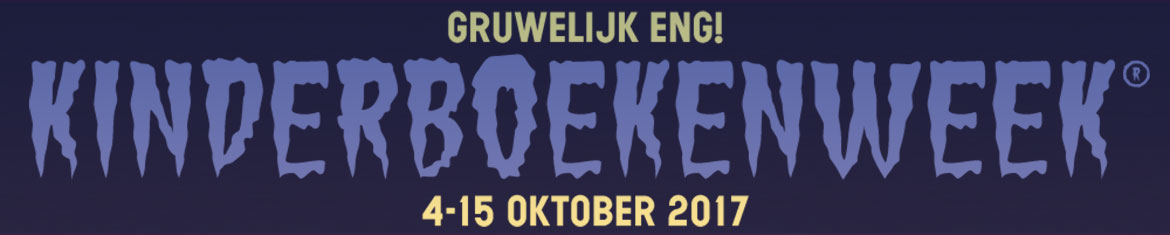 GRUWELIJK ENG!
KINDERBOEKENWEEK®
4-15 OKTOBER 2017